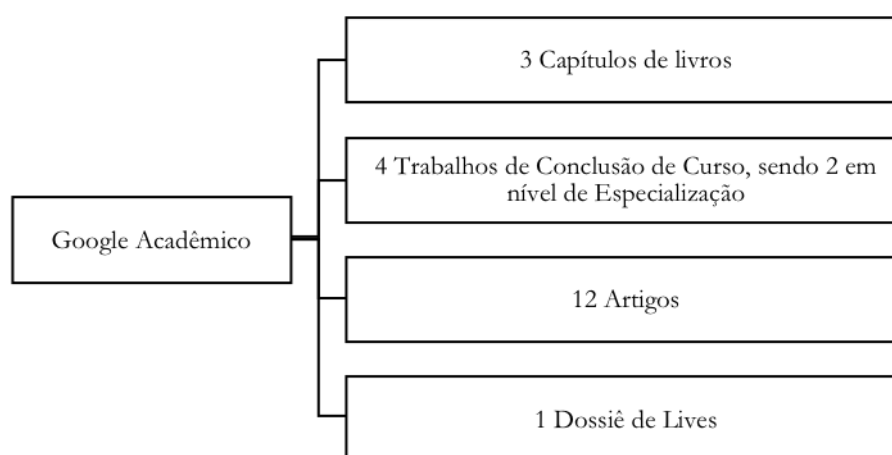 3 Capítulos de livros
4 Trabalhos de Conclusão de Curso, sendo 2 em
nível de Especialização
Google Acadêmico
12 Artigos
1 Dossiê de Lives